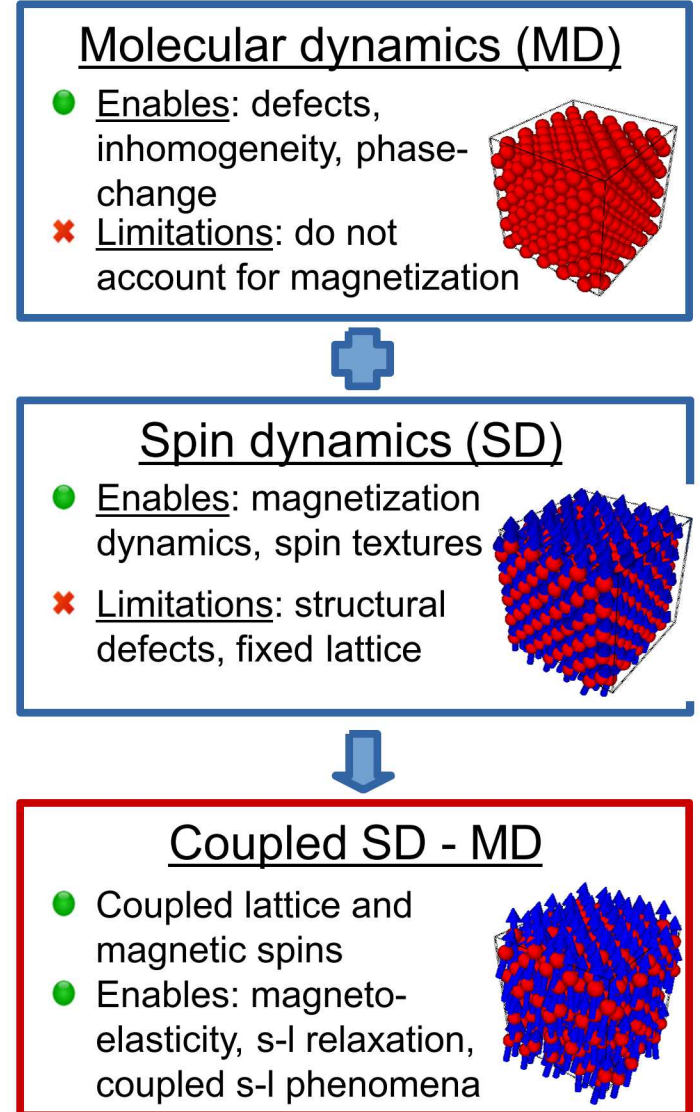 Molecular dynamics (MD)
Enables: defects,
inhomogeneity, phase-
change
Limitations: do not
account for magnetization
Spin dynamics (SD)
Enables: magnetization
dynamics, spin textures
Limitations: structural
defects, fixed lattice
Coupled SD - MD
Coupled lattice and
magnetic spins
Enables: magneto-
elasticity, s-l relaxation,
coupled s-l phenomena